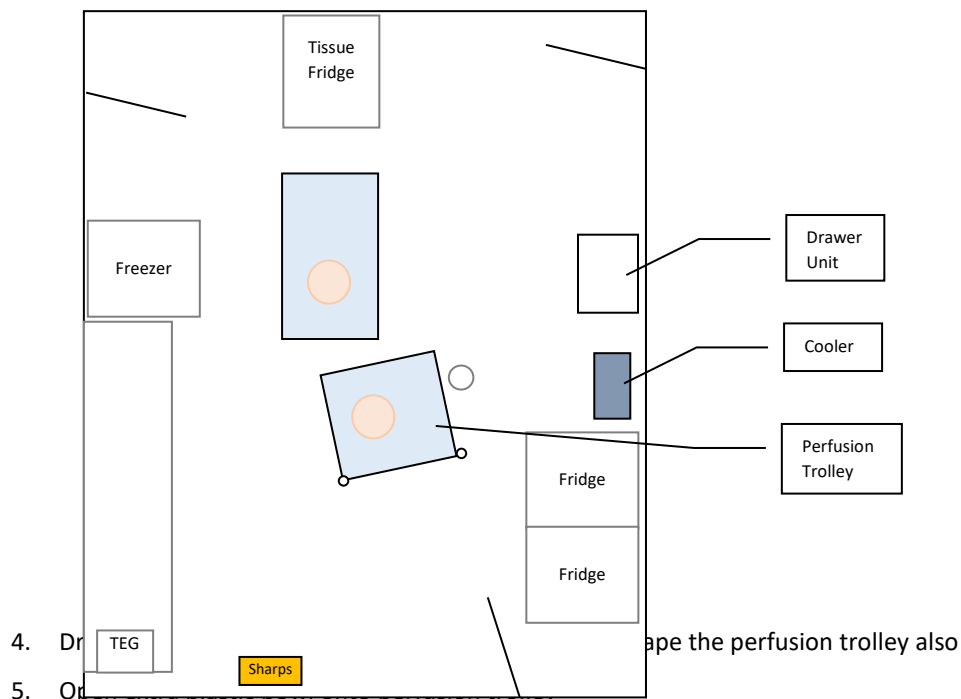 Tissue
Fridge
Freezer
Drawer
Unit
Cooler
Perfusion
Trolley
Fridge
Fridge
4. ape the perfusion trolley also
TEG
Sharps
5.